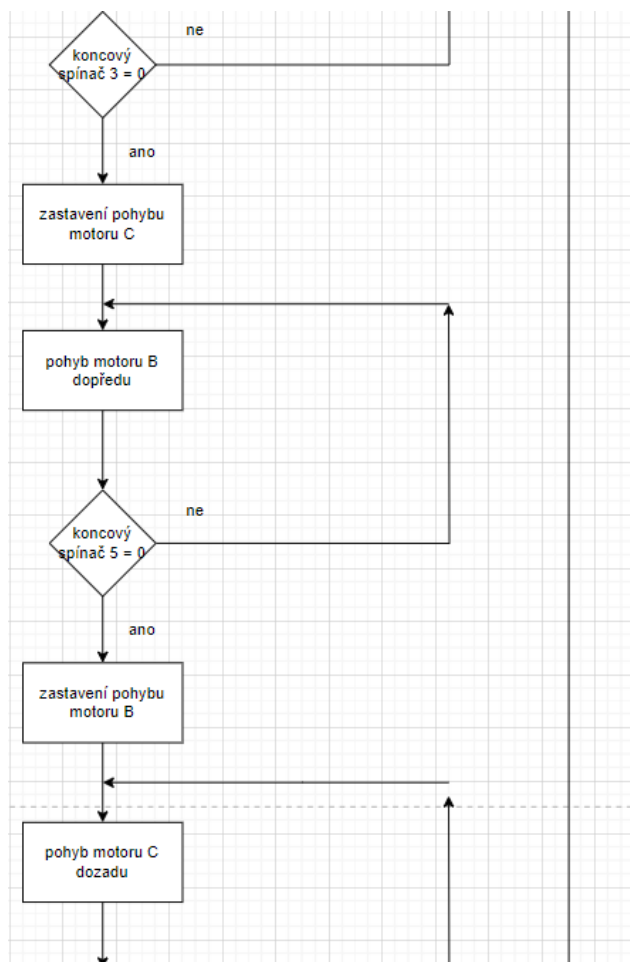 ne
koncový
spínač 3 = 0
ano
zastavení pohybu
motoru C
pohyb motoru B
dopředu
ne
koncový
spínač 5 = 0
ano
zastavení pohybu
motoru B
pohyb motoru C
dozadu